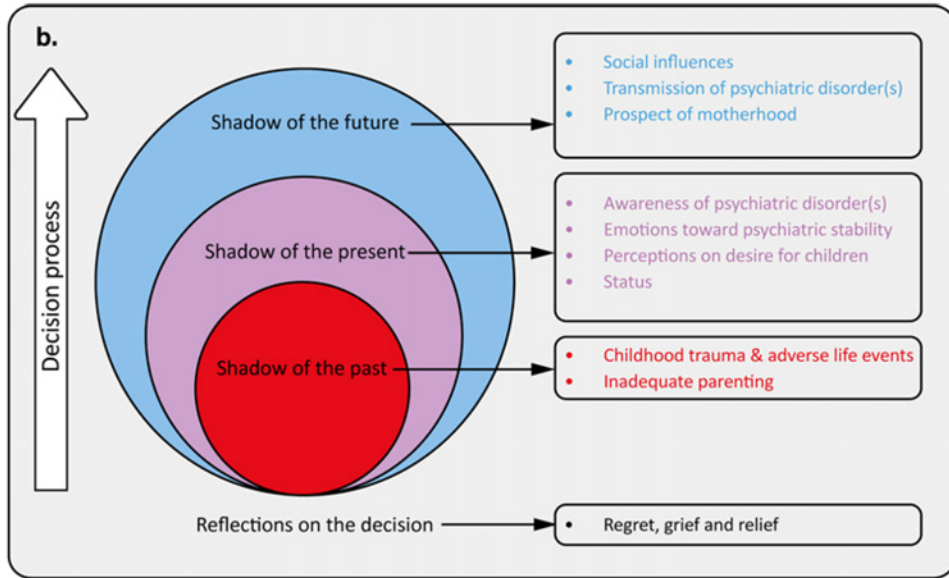 b.
Decision process
Shadow of the future
• Social influences
• Transmission of psychiatric disorder(s)
• Prospect of motherhood
Shadow of the present
• Awareness of psychiatric disorder(s)
• Emotions toward psychiatric stability
• Perceptions on desire for children
• Status
Shadow of the past
• Childhood trauma & adverse life events
• Inadequate parenting
Reflections on the decision
• Regret, grief and relief